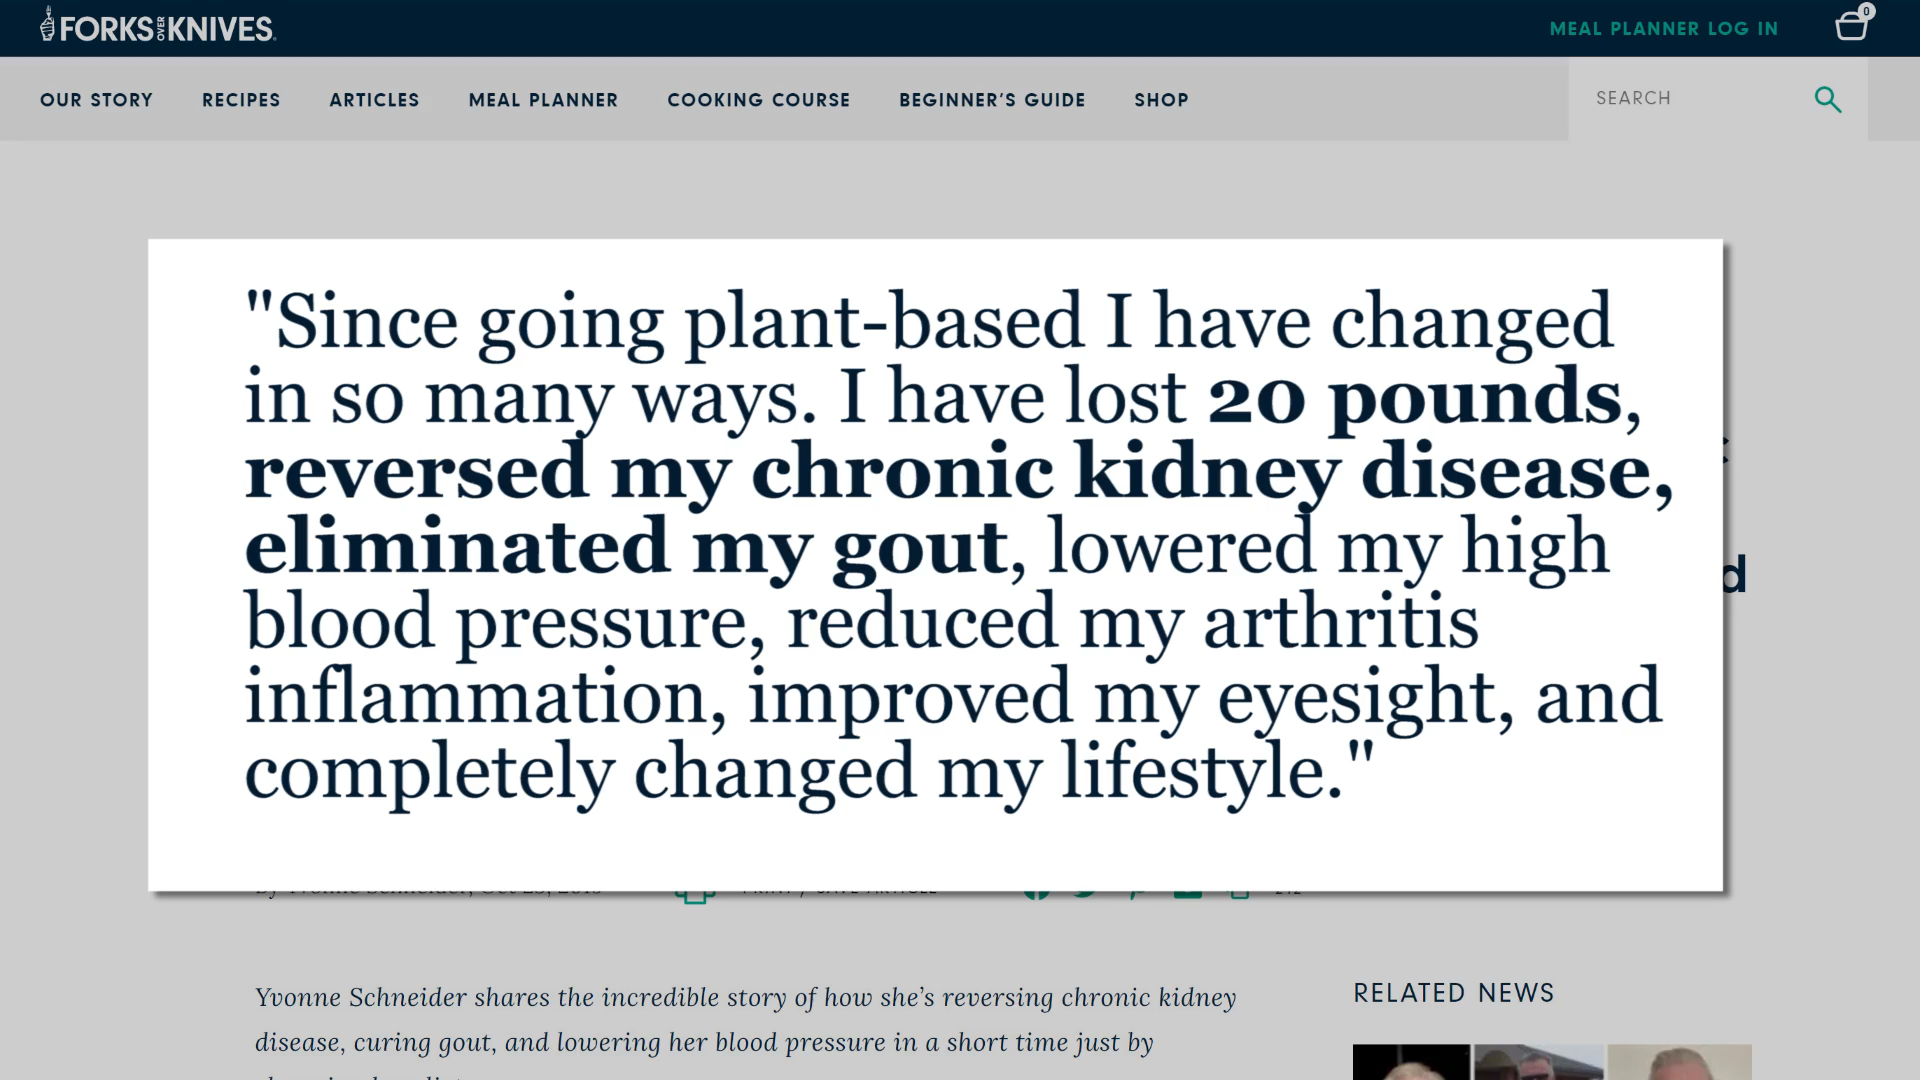 FORKS OVER KNIVES
MEAL PLANNER LOG IN
0
OUR STORY
RECIPES
ARTICLES
MEAL PLANNER
COOKING COURSE
BEGINNER'S GUIDE
SHOP
SEARCH
"Since going plant-based I have changed
in so many ways. I have lost 20 pounds,
reversed my chronic kidney disease,
eliminated my gout, lowered my high
blood pressure, reduced my arthritis
inflammation, improved my eyesight, and
completely changed my lifestyle."
d
Yvonne Schneider shares the incredible story of how she’s reversing chronic kidney
disease, curing gout, and lowering her blood pressure in a short time just by
RELATED NEWS